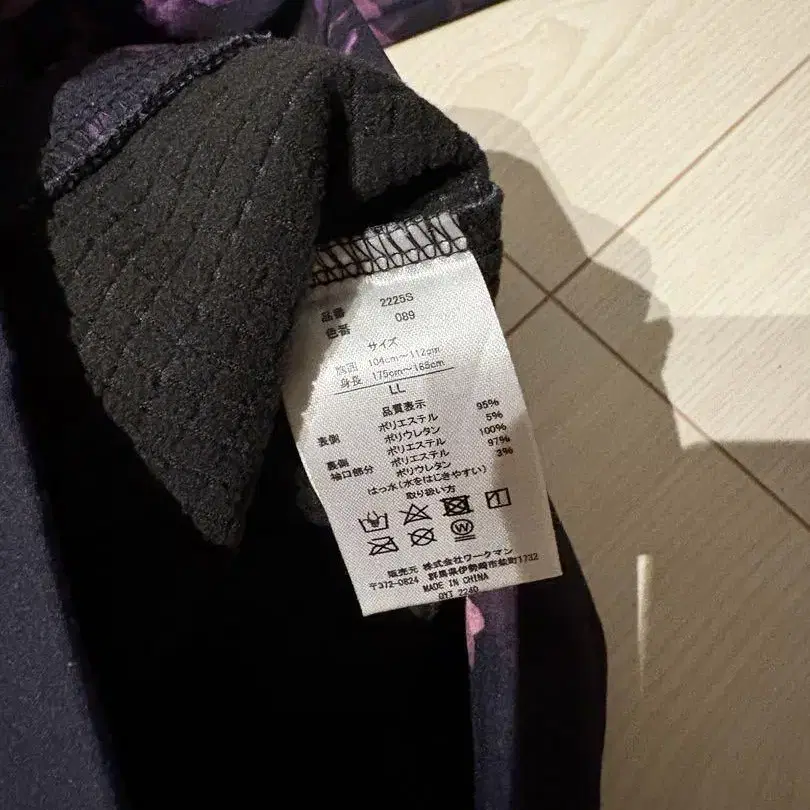 品番 2225S
色番 089
サイズ
胸囲 104cm～112cm
身長 175cm～185cm
LL
品質表示
表側 ポリエステル 95%
ポリウレタン 5%
裏側 ポリエステル 100%
袖口部分 ポリエステル 97%
ポリウレタン 3%
はっ水(水をはじきやすい)
取り扱い方
W
販売元 株式会社ワークマン
〒372-0824 群馬県伊勢崎市柴町1732
MADE IN CHINA
QYI 2240